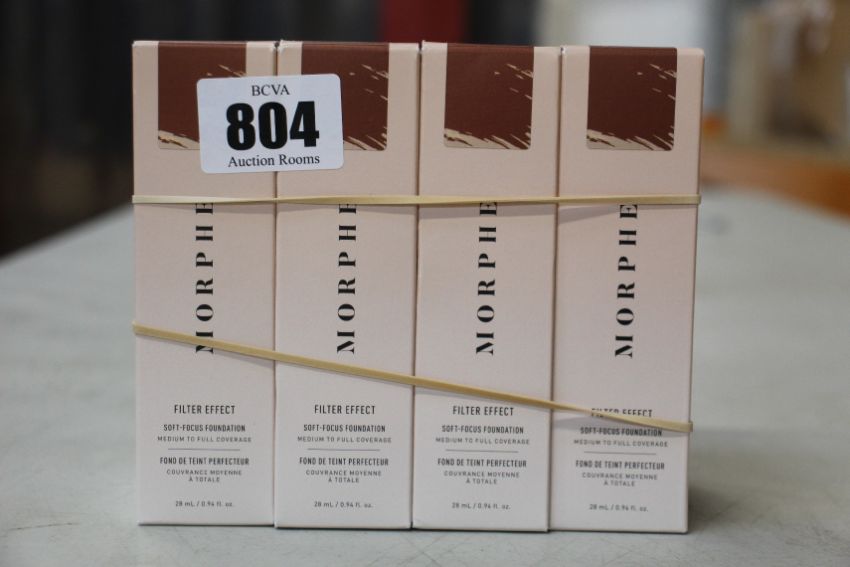 BCVA
804
Auction Rooms
MORPHE
FILTER EFFECT
SOFT-FOCUS FOUNDATION
MEDIUM TO FULL COVERAGE
FOND DE TEINT PERFECTEUR
COUVRANCE MOYENNE
À TOTALE
28 mL / 0.94 fl. oz.
MORPHE
FILTER EFFECT
SOFT-FOCUS FOUNDATION
MEDIUM TO FULL COVERAGE
FOND DE TEINT PERFECTEUR
COUVRANCE MOYENNE
À TOTALE
28 mL / 0.94 fl. oz.
MORPHE
FILTER EFFECT
SOFT-FOCUS FOUNDATION
MEDIUM TO FULL COVERAGE
FOND DE TEINT PERFECTEUR
COUVRANCE MOYENNE
À TOTALE
28 mL / 0.94 fl. oz.
MORPHE
FILTER EFFECT
SOFT-FOCUS FOUNDATION
MEDIUM TO FULL COVERAGE
FOND DE TEINT PERFECTEUR
COUVRANCE MOYENNE
À TOTALE
28 mL / 0.94 fl. oz.